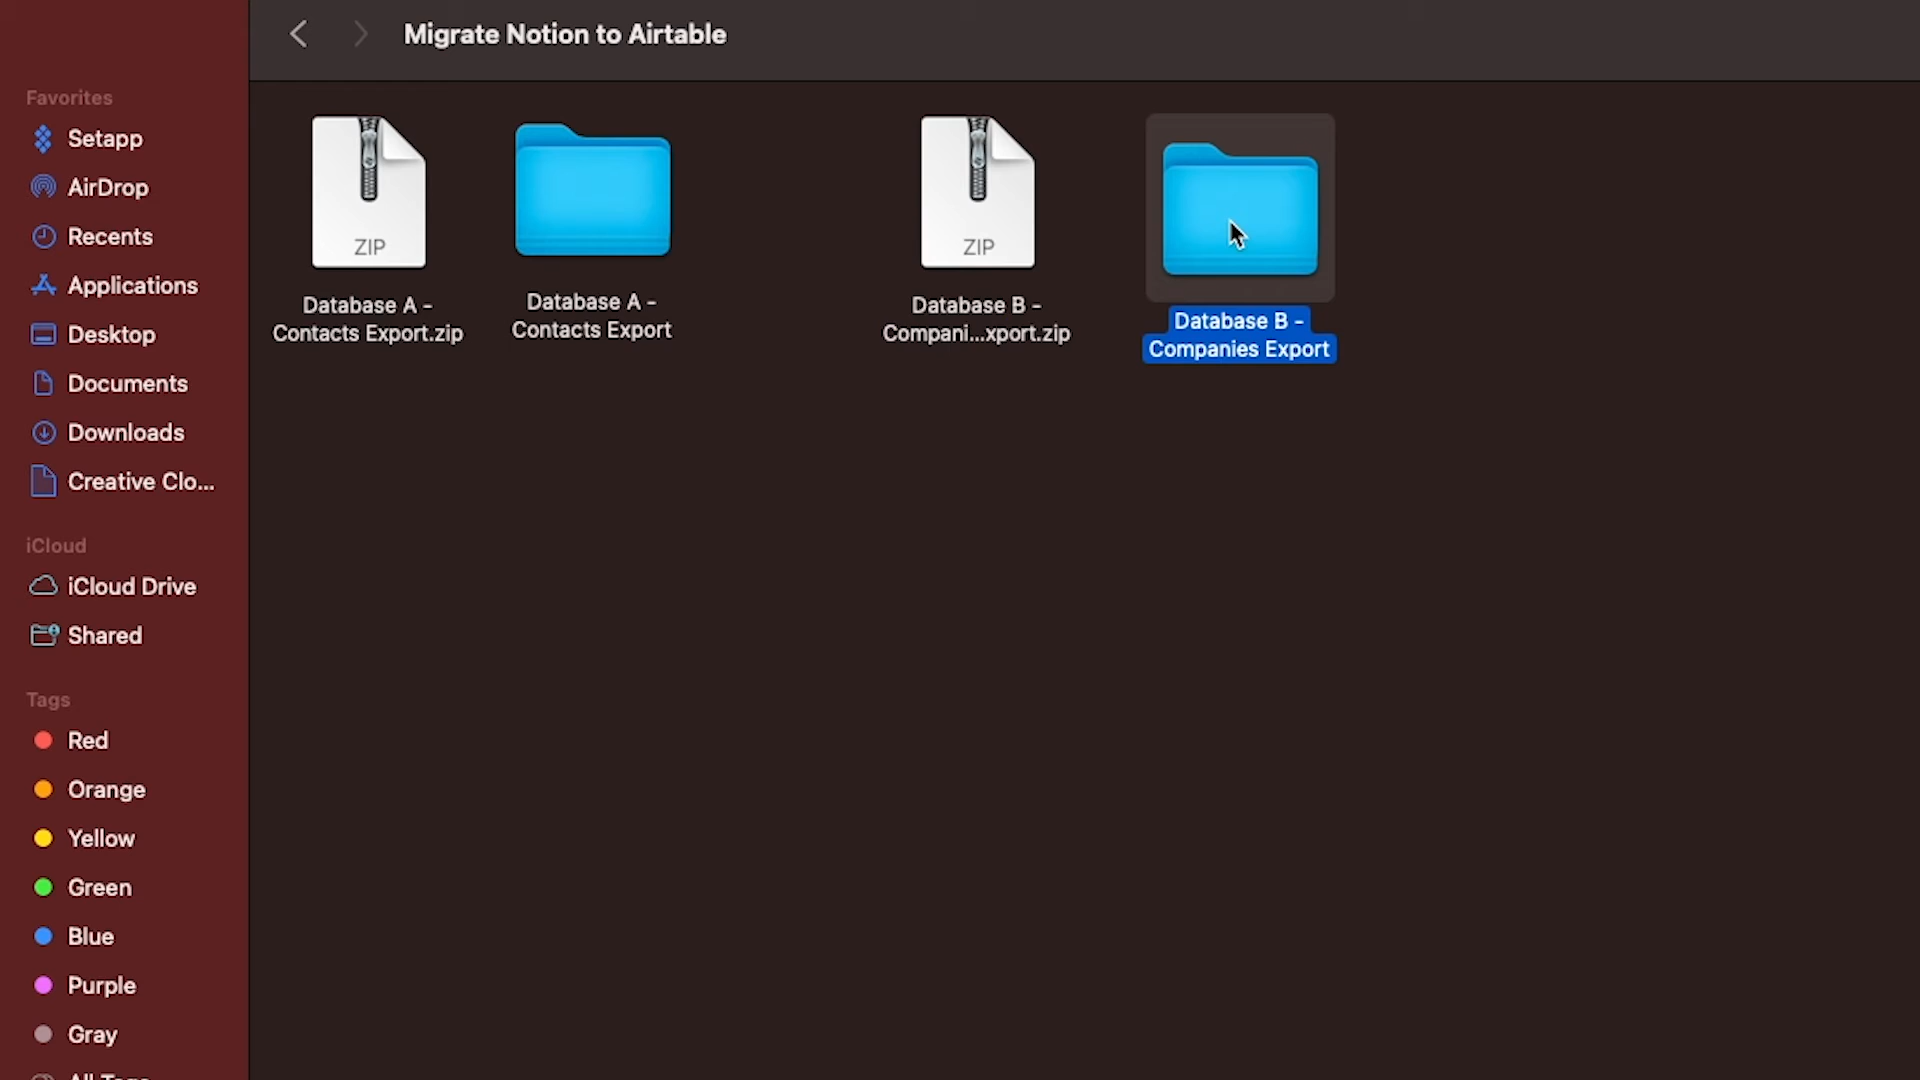 Migrate Notion to Airtable
Favorites
Setapp
AirDrop
Recents
Applications
Desktop
Documents
Downloads
Creative Clo...
iCloud
iCloud Drive
Shared
Tags
Red
Orange
Yellow
Green
Blue
Purple
Gray
ZIP
Database A -
Contacts Export.zip
Database A -
Contacts Export
ZIP
Database B -
Compani...xport.zip
Database B -
Companies Export